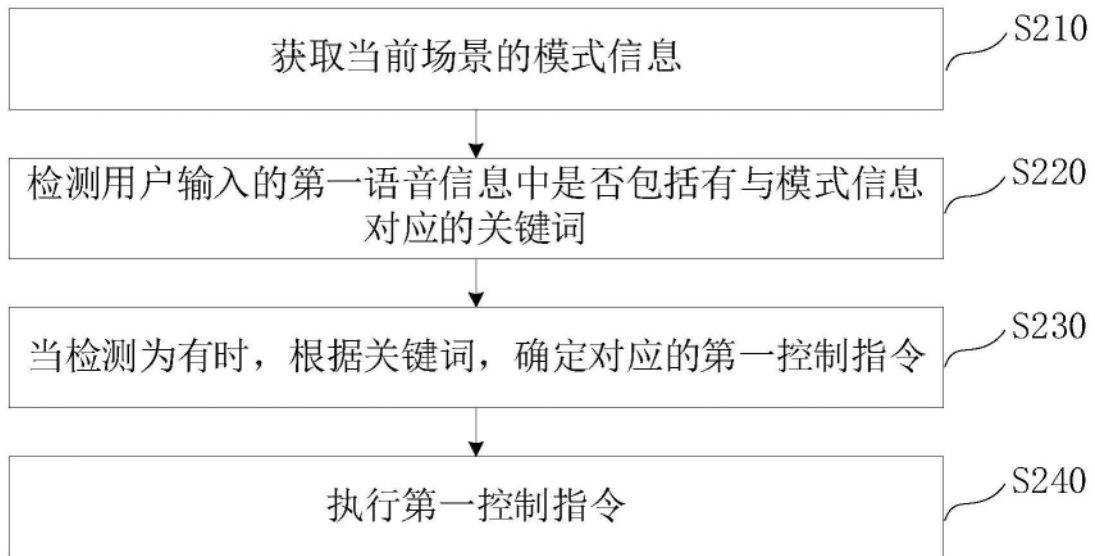 获取当前场景的模式信息
S210
检测用户输入的第一语音信息中是否包括有与模式信息
对应的关键词
S220
当检测为有时，根据关键词，确定对应的第一控制指令
S230
执行第一控制指令
S240